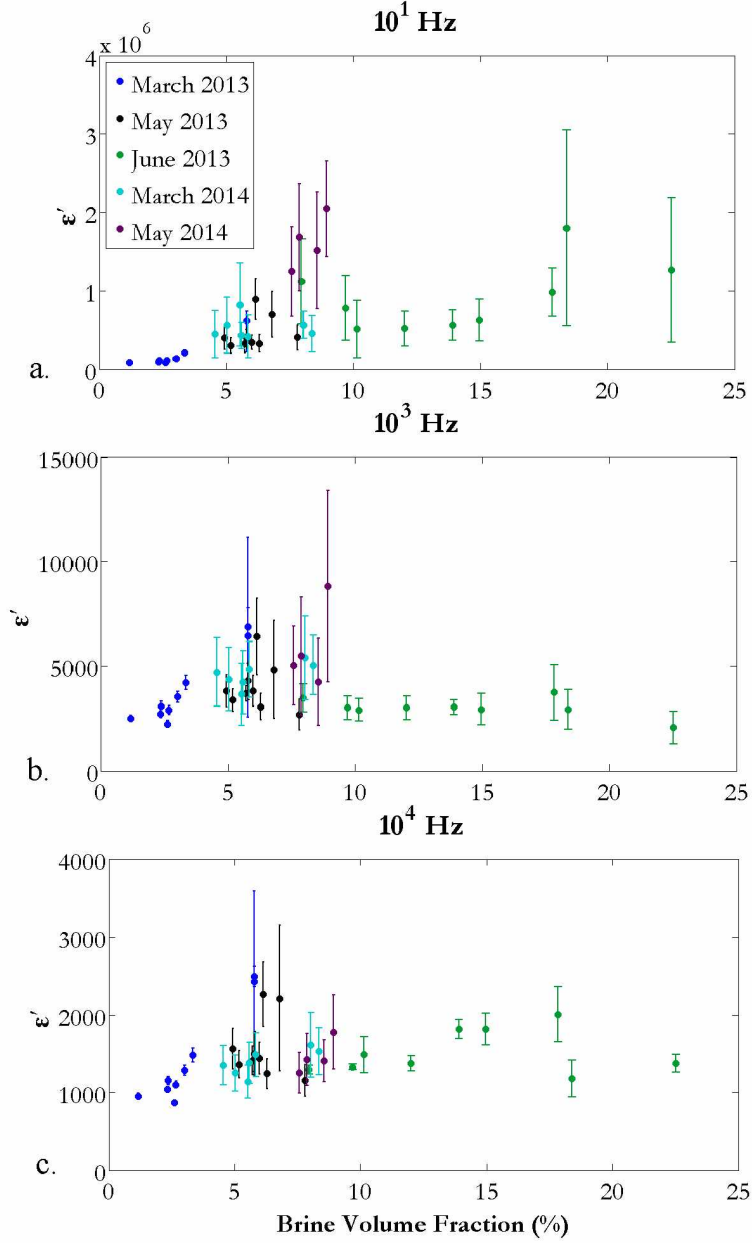 10¹ Hz
x 10⁶
4
3
2
1
0
ε′
March 2013
May 2013
June 2013
March 2014
May 2014
a.
0 5 10 15 20 25
10³ Hz
15000
10000
5000
0
ε′
b.
0 5 10 15 20 25
10⁴ Hz
4000
3000
2000
1000
0
ε′
c.
0 5 10 15 20 25
Brine Volume Fraction (%)